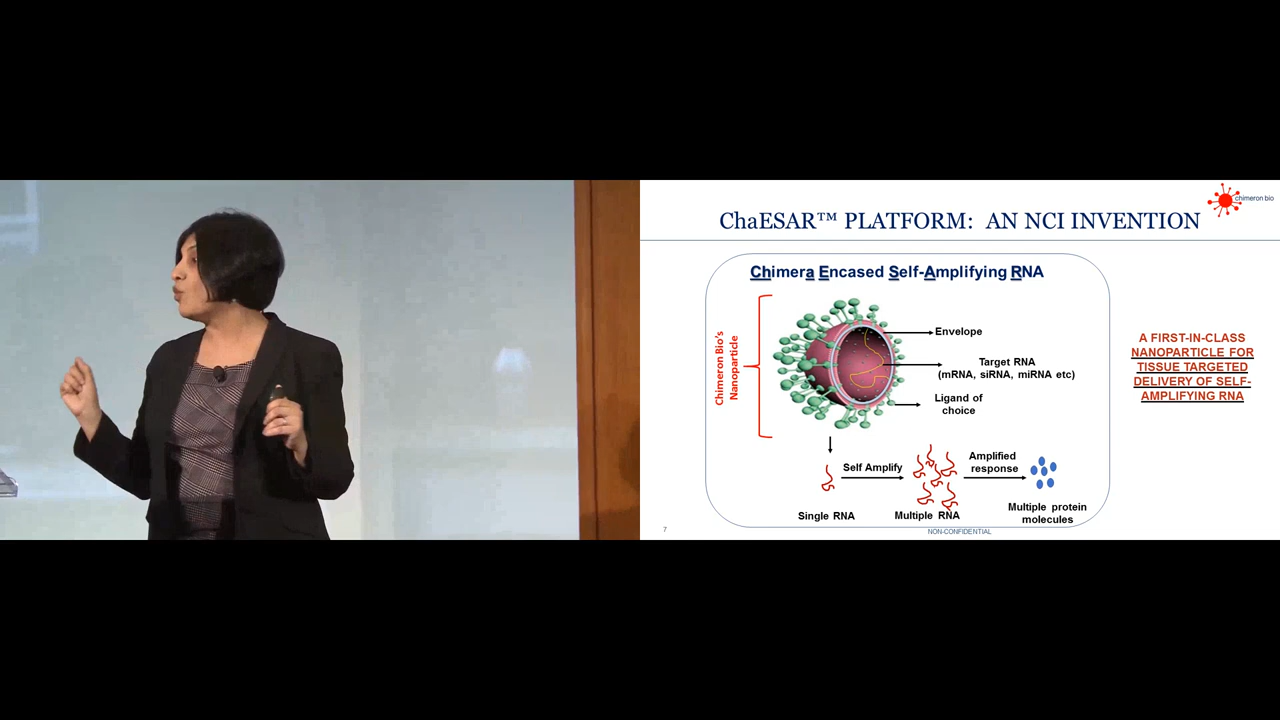 chimeron bio
ChaESAR™ PLATFORM: AN NCI INVENTION
Chimera Encased Self-Amplifying RNA
Chimeron Bio's
Nanoparticle
Envelope
Target RNA
(mRNA, siRNA, miRNA etc)
Ligand of
choice
Single RNA
Self Amplify
Multiple RNA
Amplified
response
Multiple protein
molecules
A FIRST-IN-CLASS
NANOPARTICLE FOR
TISSUE TARGETED
DELIVERY OF SELF-
AMPLIFYING RNA
7
NON-CONFIDENTIAL